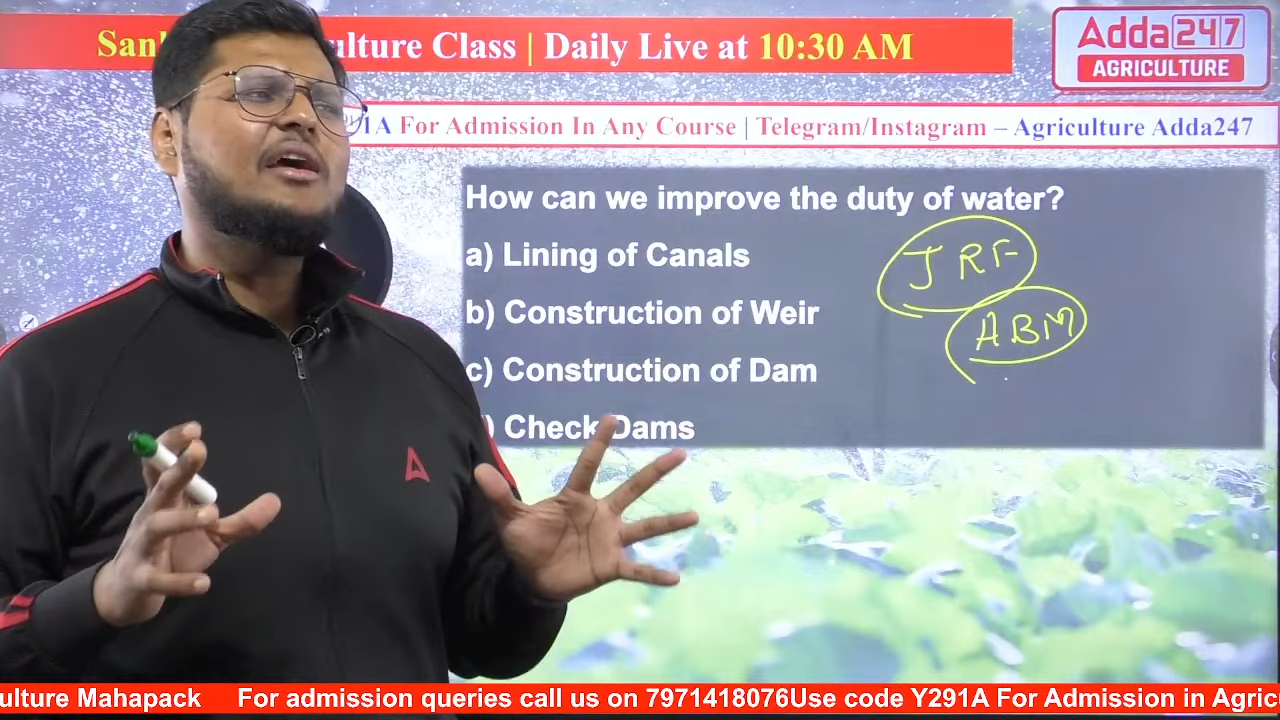 San ulture Class | Daily Live at 10:30 AM
Adda247
AGRICULTURE
91A For Admission In Any Course | Telegram/Instagram – Agriculture Adda247
How can we improve the duty of water?
a) Lining of Canals
b) Construction of Weir
c) Construction of Dam
) Check Dams
JRF
ABM
ulture Mahapack For admission queries call us on 7971418076Use code Y291A For Admission in Agric